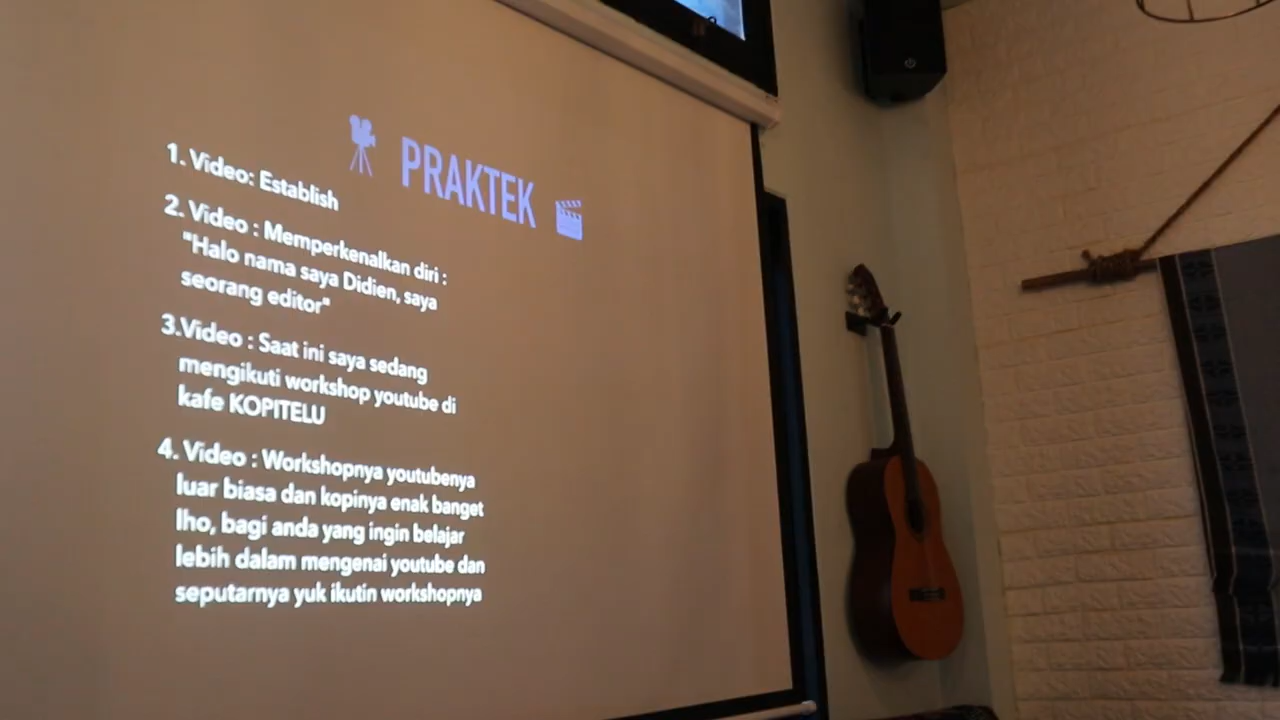 PRAKTEK
1. Video: Establish
2. Video : Memperkenalkan diri :
"Halo nama saya Didien, saya
seorang editor"
3.Video : Saat ini saya sedang
mengikuti workshop youtube di
kafe KOPITELU
4. Video : Workshopnya youtubenya
luar biasa dan kopinya enak banget
lho, bagi anda yang ingin belajar
lebih dalam mengenai youtube dan
seputarnya yuk ikutin workshopnya